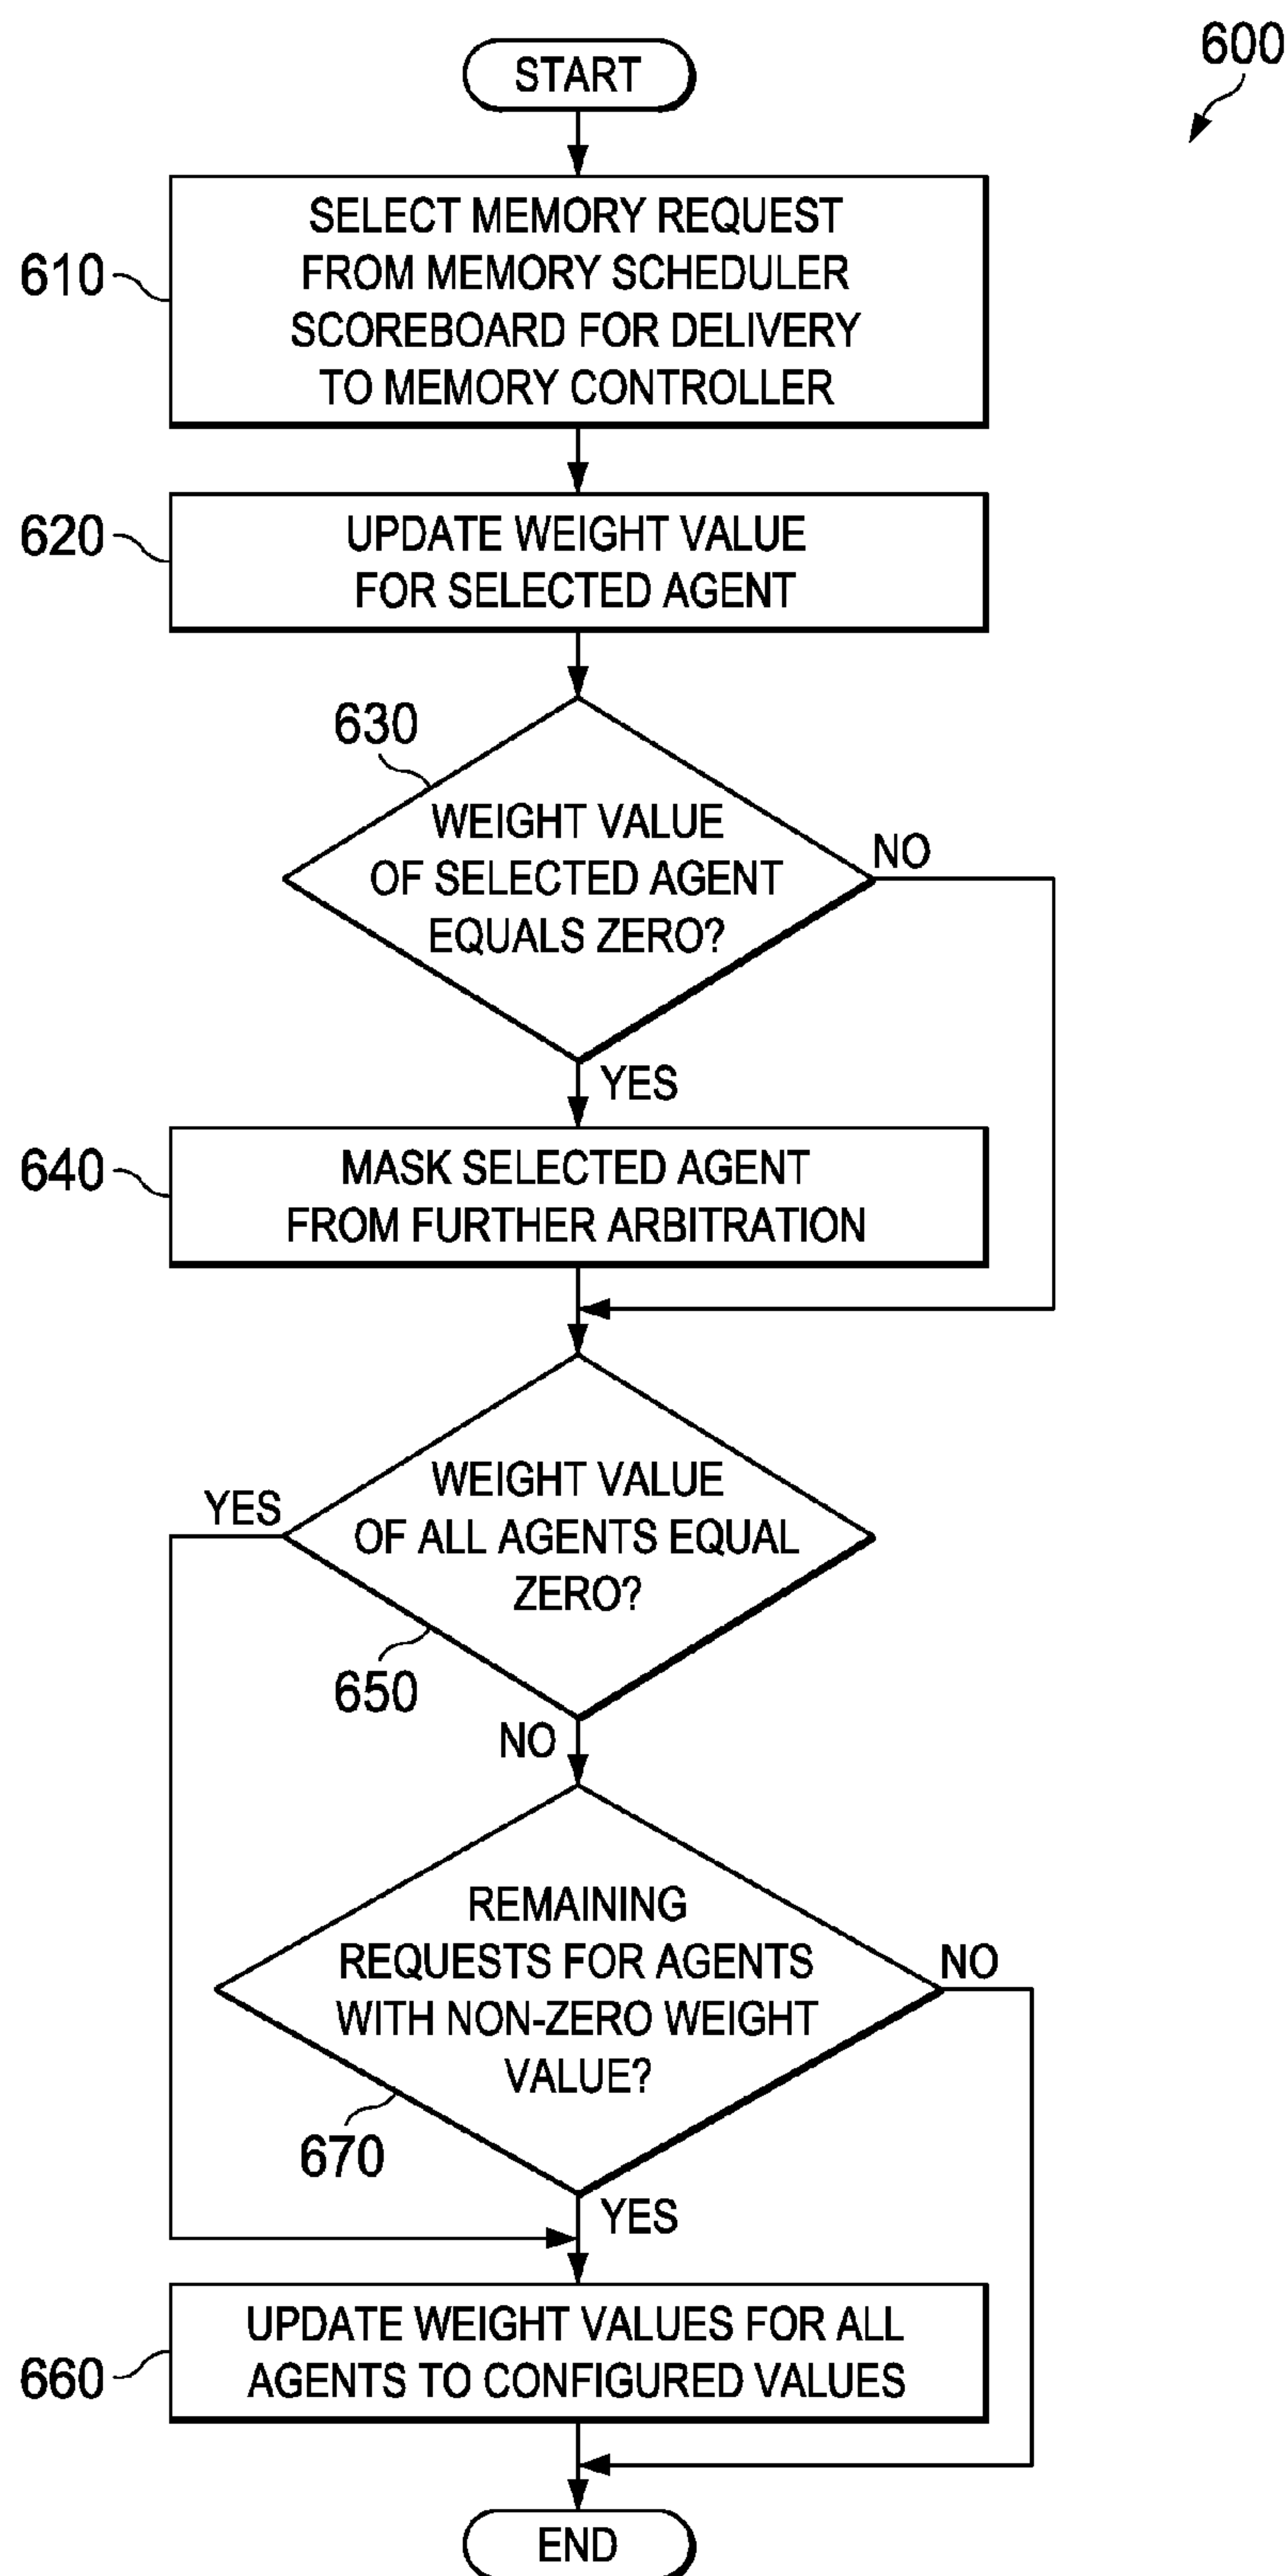 600
START
610
SELECT MEMORY REQUEST
FROM MEMORY SCHEDULER
SCOREBOARD FOR DELIVERY
TO MEMORY CONTROLLER
620
UPDATE WEIGHT VALUE
FOR SELECTED AGENT
630
WEIGHT VALUE
OF SELECTED AGENT
EQUALS ZERO?
NO
YES
640
MASK SELECTED AGENT
FROM FURTHER ARBITRATION
WEIGHT VALUE
OF ALL AGENTS EQUAL
ZERO?
YES
650
NO
REMAINING
REQUESTS FOR AGENTS
WITH NON-ZERO WEIGHT
VALUE?
NO
670
YES
660
UPDATE WEIGHT VALUES FOR ALL
AGENTS TO CONFIGURED VALUES
END